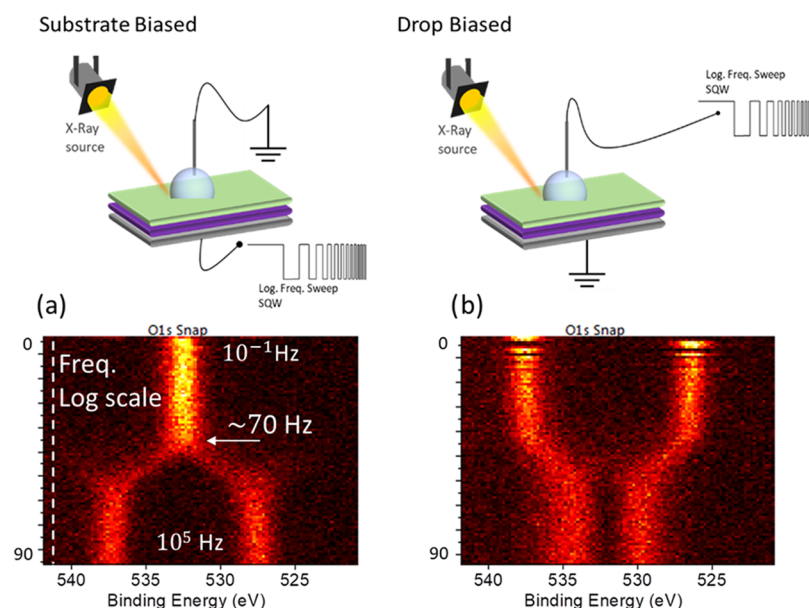 Substrate Biased
Drop Biased
X-Ray
source
Log. Freq. Sweep
SQW
X-Ray
source
Log. Freq. Sweep
SQW
(a)
(b)
O1s Snap
0
Freq.
Log scale
10⁻¹Hz
~70 Hz
10⁵ Hz
90
540 535 530 525
Binding Energy (eV)
O1s Snap
0
90
540 535 530 525
Binding Energy (eV)